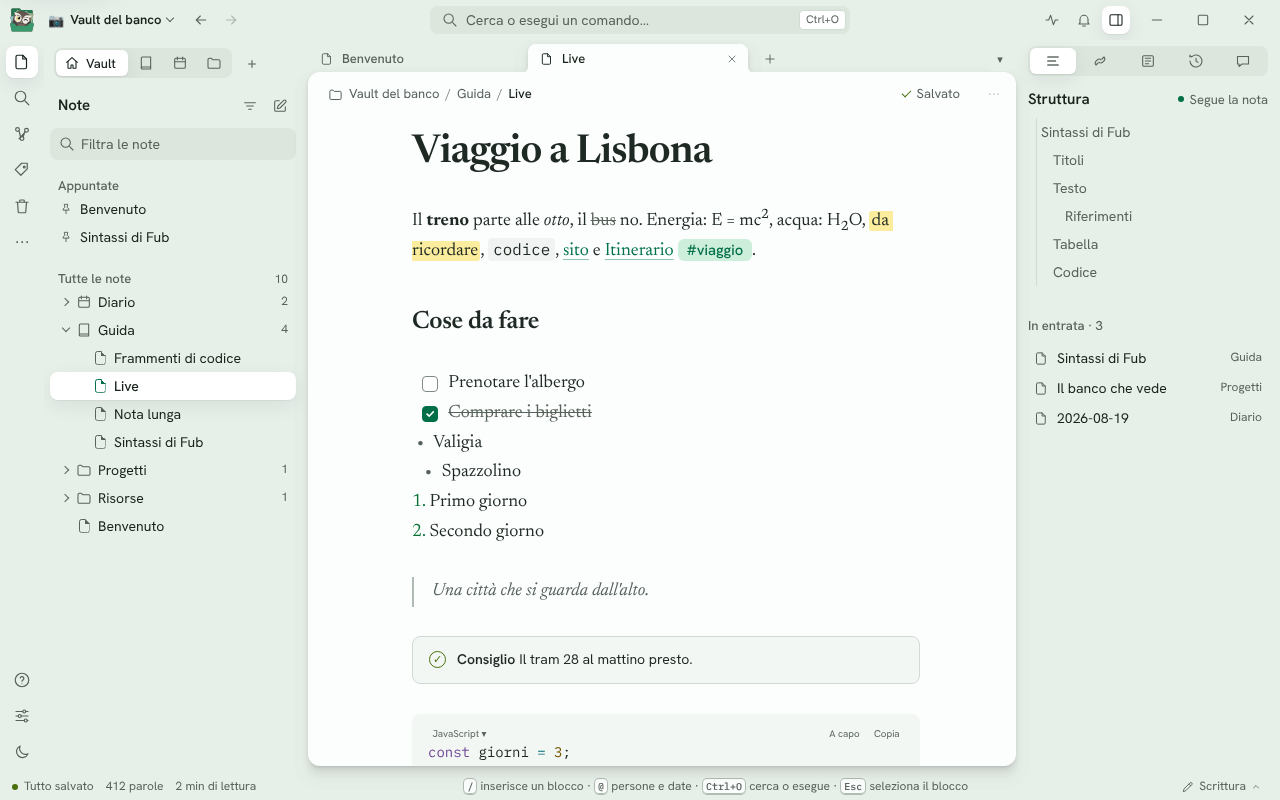 Vault del banco
Cerca o esegui un comando…
Ctrl+O
Vault
Note
Filtra le note
Appuntate
Benvenuto
Sintassi di Fub
Tutte le note 10
Diario 2
Guida 4
Frammenti di codice
Live
Nota lunga
Sintassi di Fub
Progetti 1
Risorse 1
Benvenuto
Benvenuto
Live
Vault del banco / Guida / Live
Salvato
Viaggio a Lisbona
Il treno parte alle otto, il bus no. Energia: E = mc², acqua: H₂O, da
ricordare, codice, sito e Itinerario #viaggio.
Cose da fare
Prenotare l'albergo
Comprare i biglietti
• Valigia
• Spazzolino
1. Primo giorno
2. Secondo giorno
Una città che si guarda dall'alto.
Consiglio Il tram 28 al mattino presto.
JavaScript ▾ A capo Copia
const giorni = 3;
Struttura Segue la nota
Sintassi di Fub
Titoli
Testo
Riferimenti
Tabella
Codice
In entrata · 3
Sintassi di Fub Guida
Il banco che vede Progetti
2026-08-19 Diario
Tutto salvato 412 parole 2 min di lettura
/ inserisce un blocco · @ persone e date · Ctrl+O cerca o esegue · Esc seleziona il blocco
Scrittura